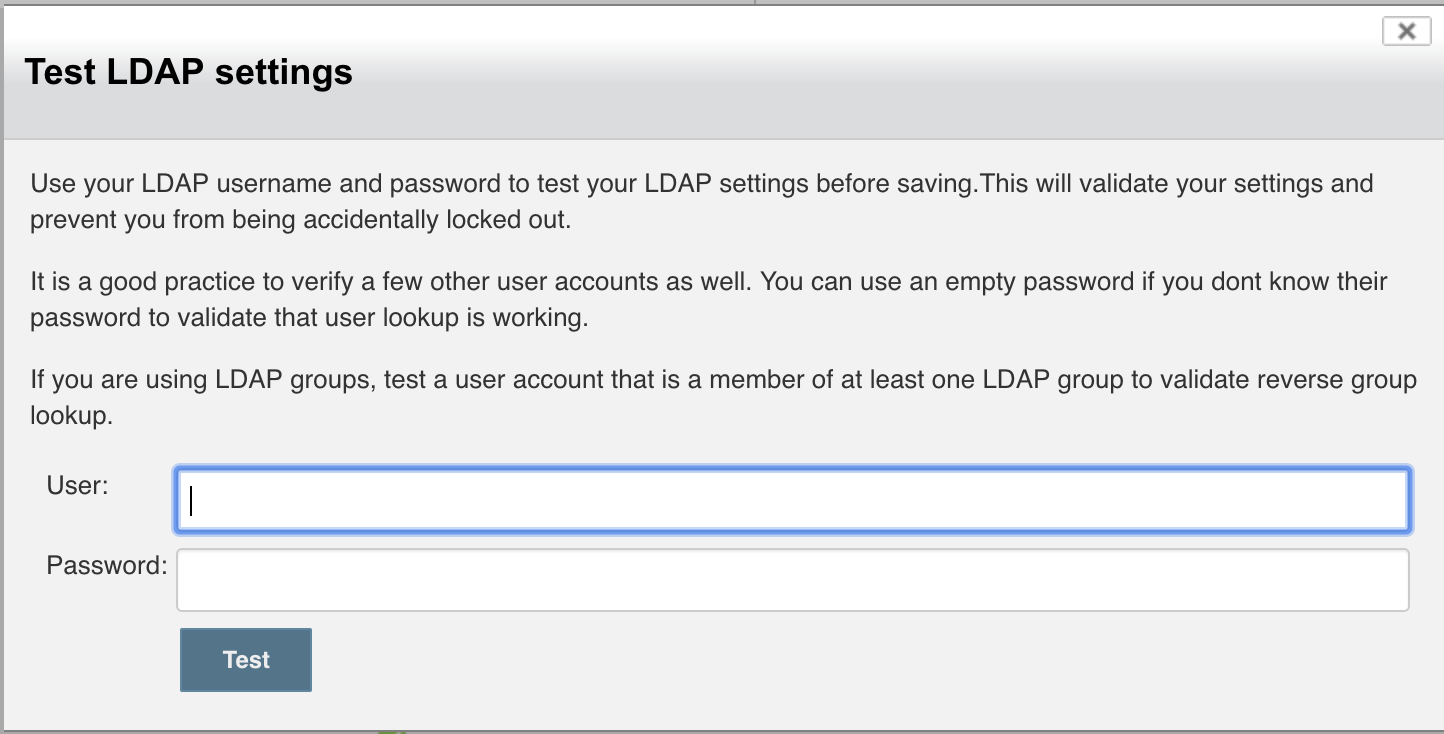 Test LDAP settings
Use your LDAP username and password to test your LDAP settings before saving.This will validate your settings and
prevent you from being accidentally locked out.
It is a good practice to verify a few other user accounts as well. You can use an empty password if you dont know their
password to validate that user lookup is working.
If you are using LDAP groups, test a user account that is a member of at least one LDAP group to validate reverse group
lookup.
User:
Password:
Test